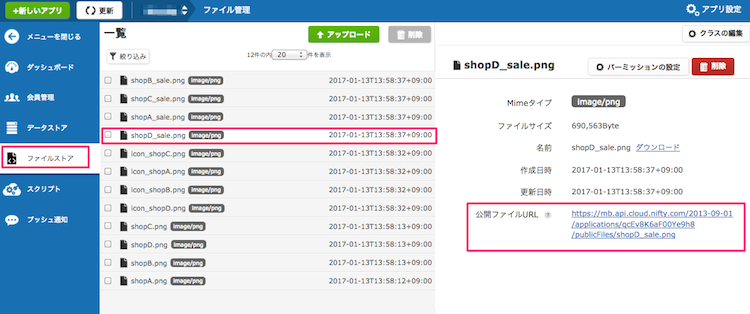 +新しいアプリ
更新
ファイル管理
アプリ設定
メニューを閉じる
ダッシュボード
会員管理
データストア
ファイルストア
スクリプト
プッシュ通知
一覧
アップロード
削除
絞り込み
12件の内 20 件を表示
shopB_sale.png image/png 2017-01-13T13:58:37+09:00
shopC_sale.png image/png 2017-01-13T13:58:37+09:00
shopA_sale.png image/png 2017-01-13T13:58:37+09:00
shopD_sale.png image/png 2017-01-13T13:58:37+09:00
icon_shopC.png image/png 2017-01-13T13:58:32+09:00
icon_shopA.png image/png 2017-01-13T13:58:32+09:00
icon_shopB.png image/png 2017-01-13T13:58:32+09:00
icon_shopD.png image/png 2017-01-13T13:58:32+09:00
shopC.png image/png 2017-01-13T13:58:13+09:00
shopD.png image/png 2017-01-13T13:58:13+09:00
shopB.png image/png 2017-01-13T13:58:13+09:00
shopA.png image/png 2017-01-13T13:58:12+09:00
クラスの編集
shopD_sale.png
パーミッションの設定
削除
Mimeタイプ image/png
ファイルサイズ 690,563Byte
名前 shopD_sale.png ダウンロード
作成日時 2017-01-13T13:58:37+09:00
更新日時 2017-01-13T13:58:37+09:00
公開ファイルURL ? https://mb.api.cloud.nifty.com/2013-09-01
/applications/qcEv8K6aF00Ye9h8
/publicFiles/shopD_sale.png